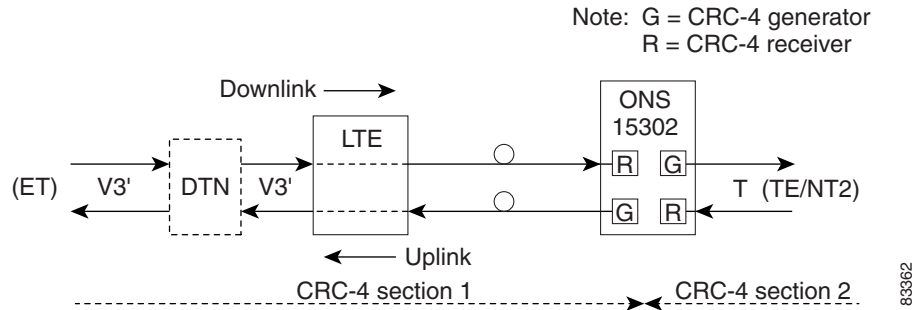 Note: G = CRC-4 generator
R = CRC-4 receiver
Downlink
ONS
15302
LTE
R G
(ET) V3' DTN V3' T (TE/NT2)
G R
Uplink
CRC-4 section 1 CRC-4 section 2
83362